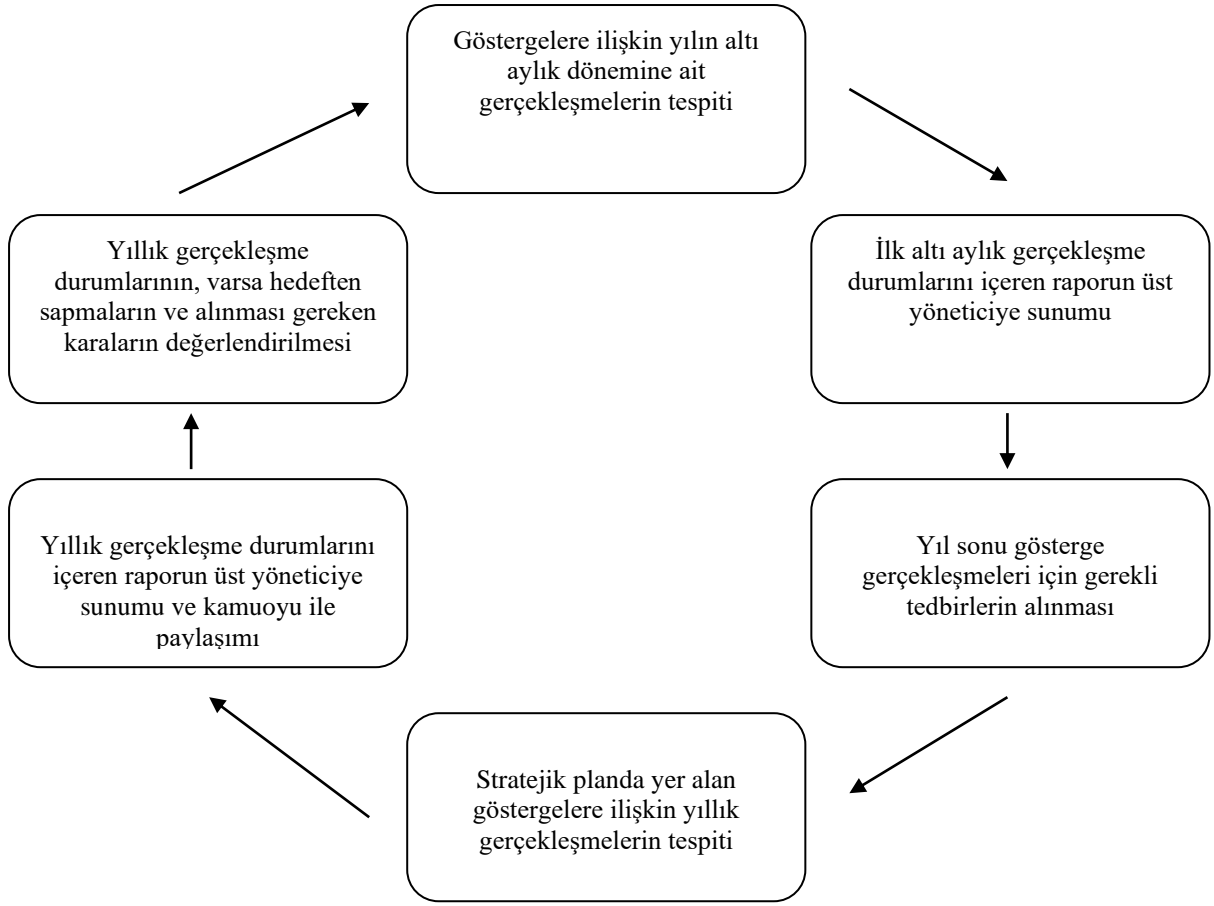 Göstergelere ilişkin yılın altı
aylık dönemine ait
gerçekleşmelerin tespiti
İlk altı aylık gerçekleşme
durumlarını içeren raporun üst
yöneticiye sunumu
Yıl sonu gösterge
gerçekleşmeleri için gerekli
tedbirlerin alınması
Stratejik planda yer alan
göstergelere ilişkin yıllık
gerçekleşmelerin tespiti
Yıllık gerçekleşme durumlarını
içeren raporun üst yöneticiye
sunumu ve kamuoyu ile
paylaşımı
Yıllık gerçekleşme
durumlarının, varsa hedeften
sapmaların ve alınması gereken
karaların değerlendirilmesi